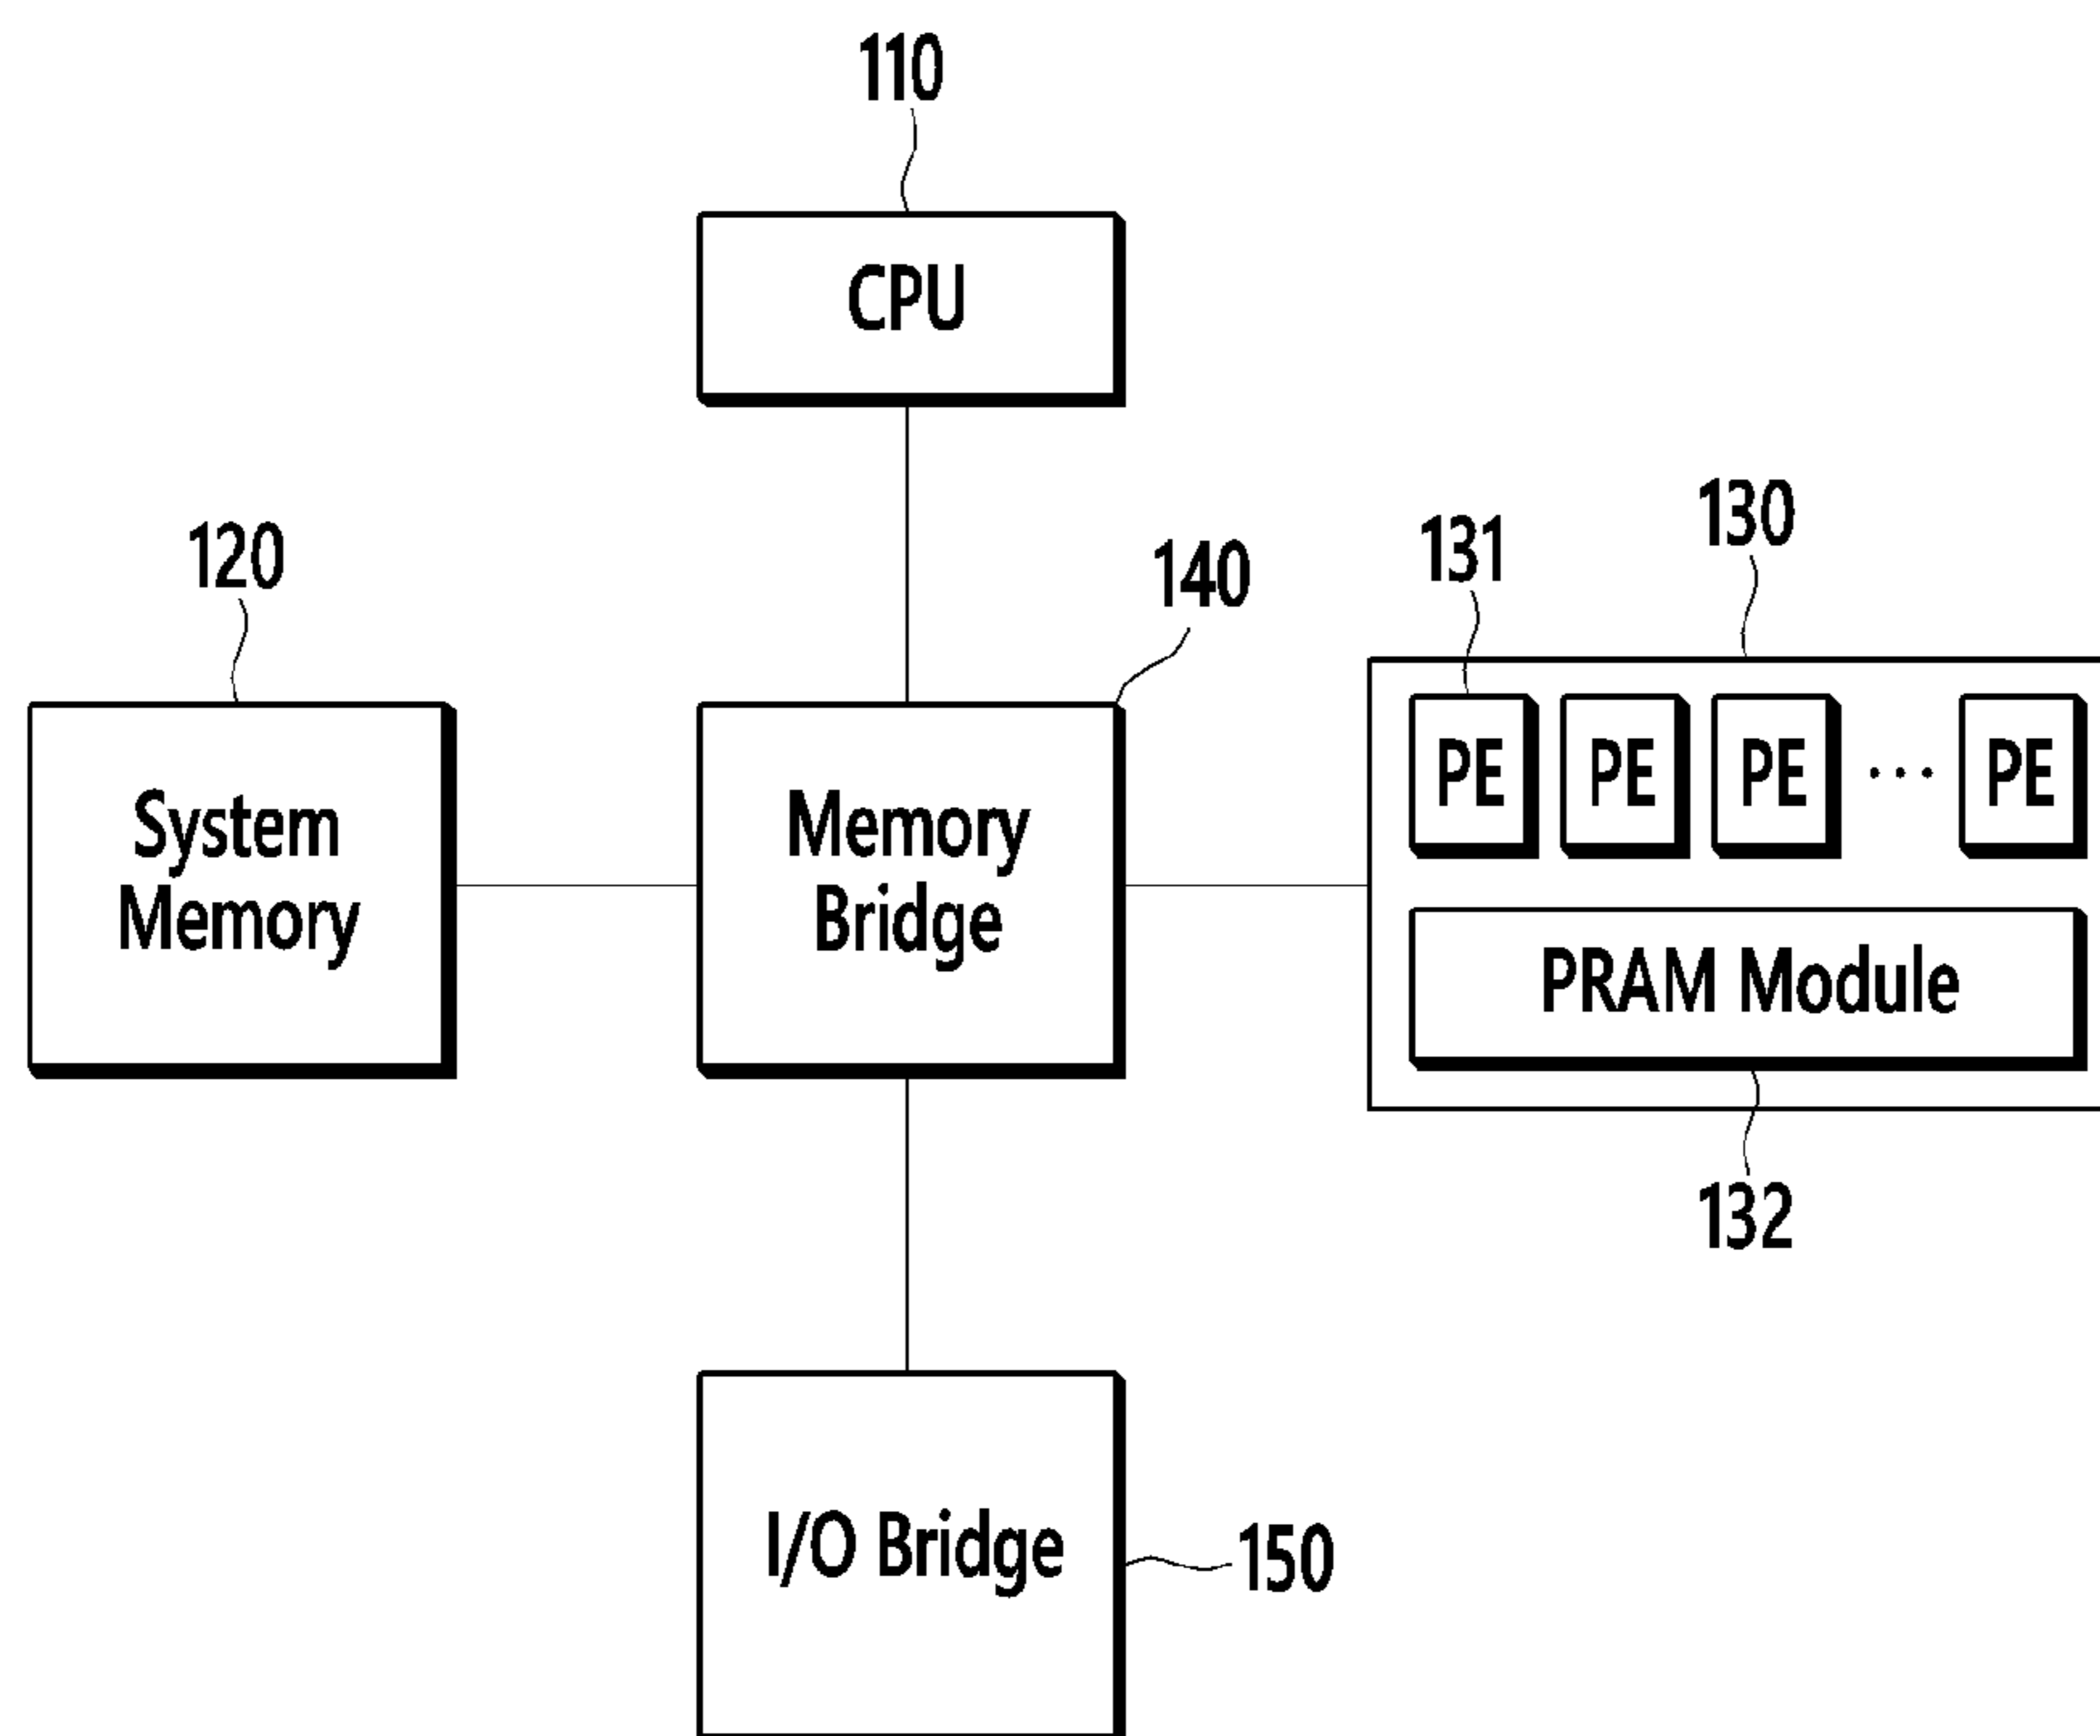 110
CPU
130
131
120
140
PE PE PE ... PE
System
Memory
Memory
Bridge
PRAM Module
132
I/O Bridge
150